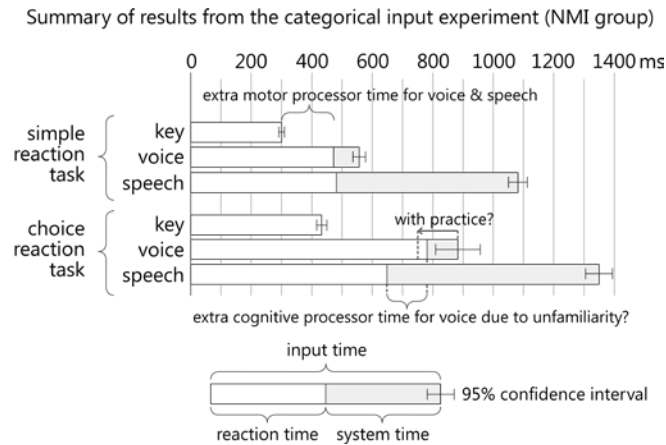 Summary of results from the categorical input experiment (NMI group)
0 200 400 600 800 1000 1200 1400 ms
extra motor processor time for voice & speech
simple
reaction
task
key
voice
speech
choice
reaction
task
key
voice
speech
with practice?
extra cognitive processor time for voice due to unfamiliarity?
input time
95% confidence interval
reaction time system time